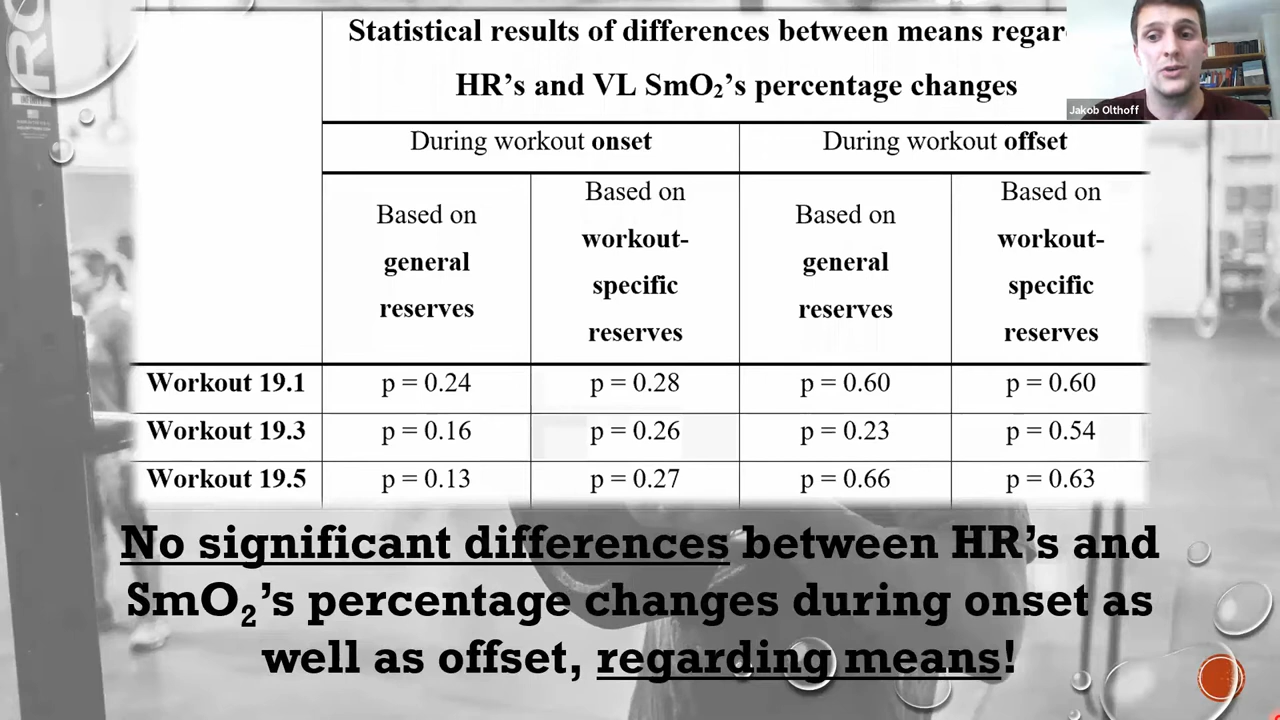 Statistical results of differences between means regar
HR's and VL SmO₂'s percentage changes
Jakob Olthoff
During workout onset
During workout offset
Based on
general
reserves
Based on
workout-
specific
reserves
Based on
general
reserves
Based on
workout-
specific
reserves
Workout 19.1 p = 0.24 p = 0.28 p = 0.60 p = 0.60
Workout 19.3 p = 0.16 p = 0.26 p = 0.23 p = 0.54
Workout 19.5 p = 0.13 p = 0.27 p = 0.66 p = 0.63
No significant differences between HR's and
SmO₂'s percentage changes during onset as
well as offset, regarding means!